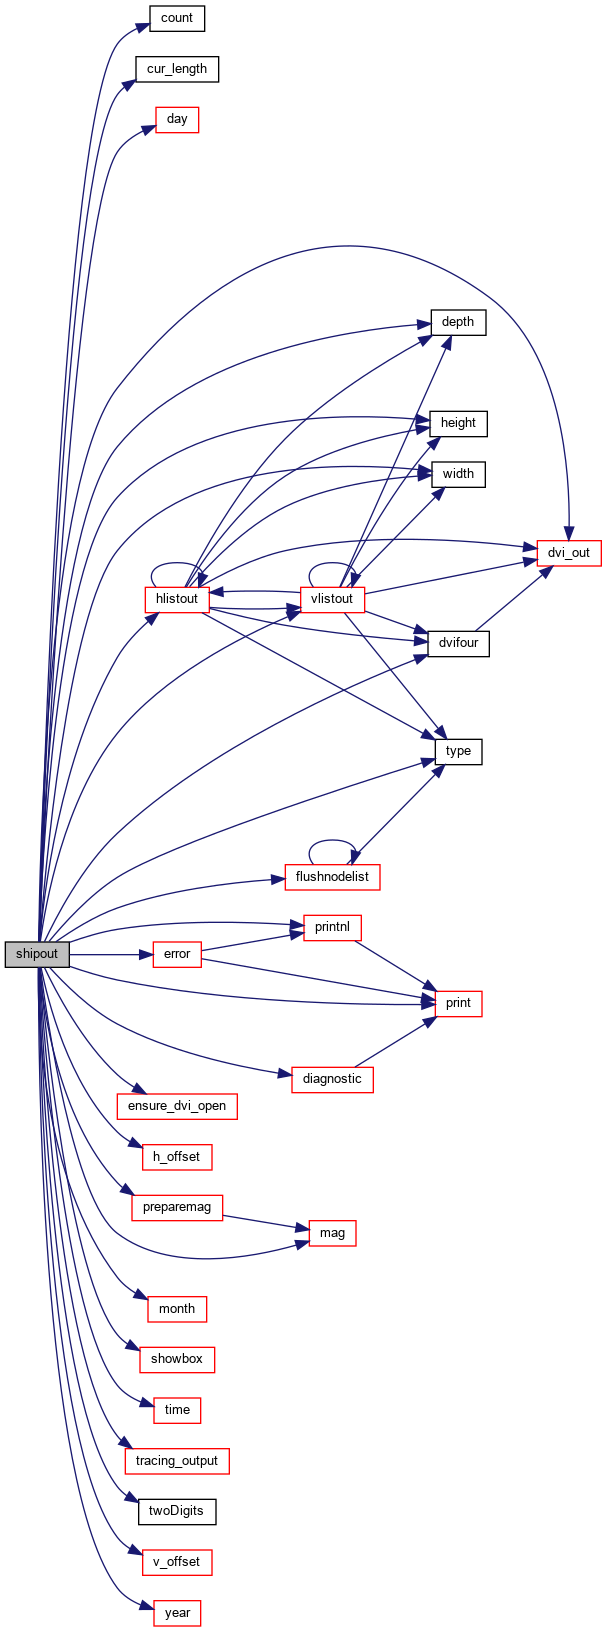 count
cur_length
day
depth
height
width
dvi_out
hlistout
vlistout
dvifour
type
flushnodelist
printnl
shipout
error
print
diagnostic
ensure_dvi_open
h_offset
preparemag
mag
month
showbox
time
tracing_output
twoDigits
v_offset
year